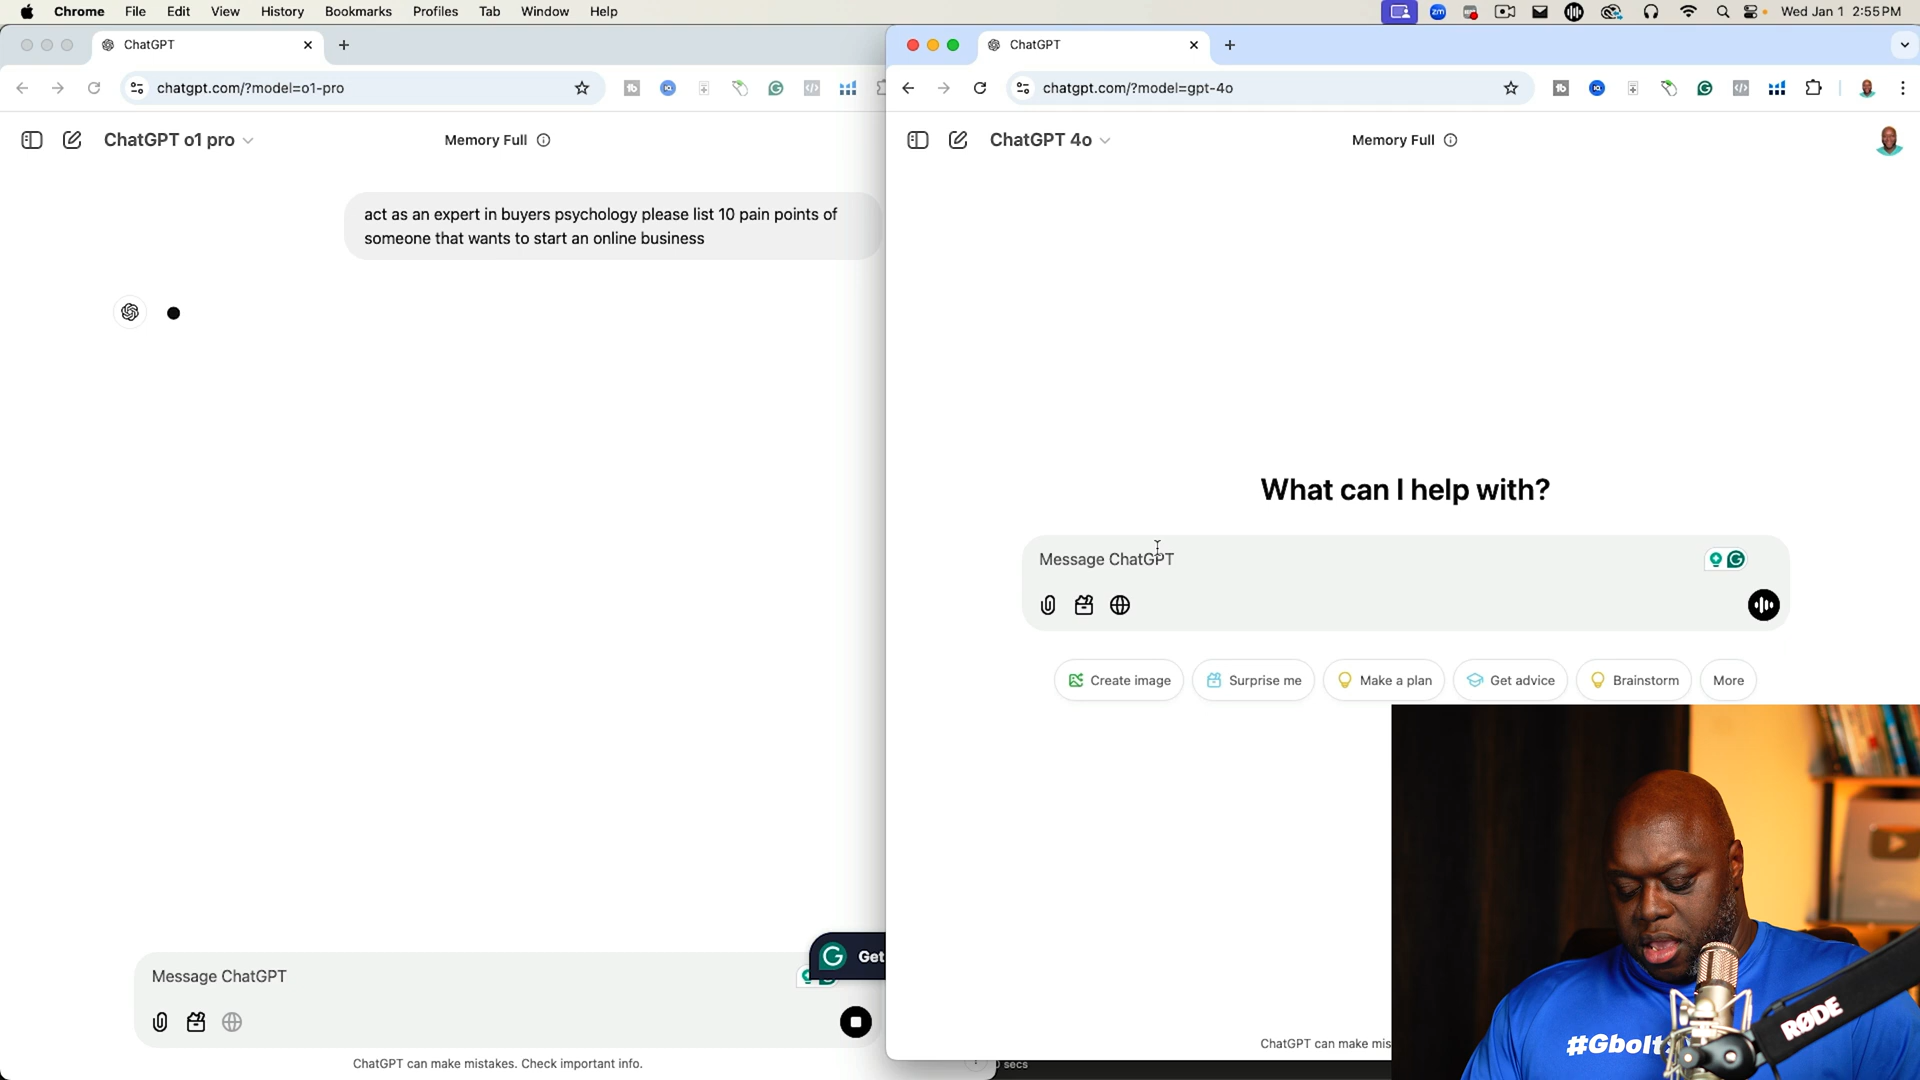 Chrome File Edit View History Bookmarks Profiles Tab Window Help
zm
Wed Jan 1 2:55 PM
ChatGPT
chatgpt.com/?model=o1-pro
ChatGPT o1 pro
Memory Full
act as an expert in buyers psychology please list 10 pain points of
someone that wants to start an online business
Get
Message ChatGPT
ChatGPT can make mistakes. Check important info.
ChatGPT
chatgpt.com/?model=gpt-4o
ChatGPT 4o
Memory Full
What can I help with?
Message ChatGPT
Create image
Surprise me
Make a plan
Get advice
Brainstorm
More
ChatGPT can make mis
secs
RØDE